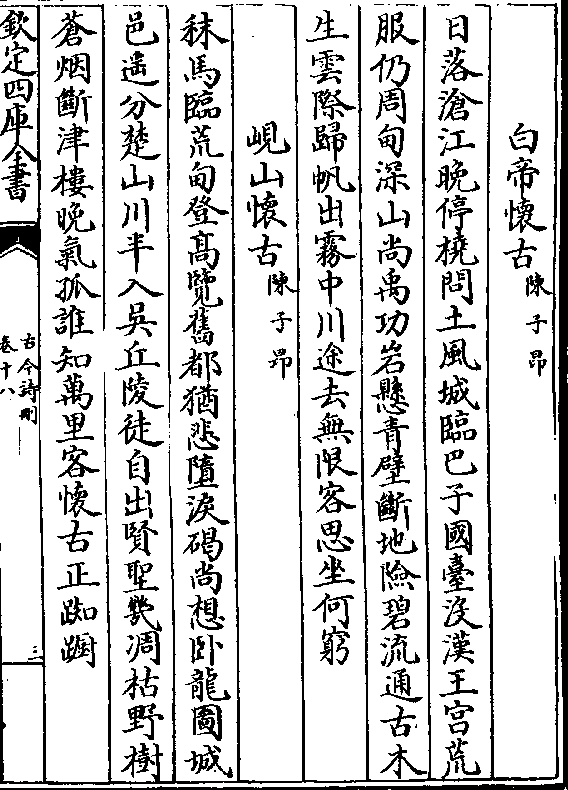 白帝懷古陳子昂
日落滄江晚停橈問土風城臨巴子國臺沒漢王宫荒
服仍周甸深山尚禹功岩懸青壁斷地險碧流通古木
生雲際歸帆出霧中川途去無限客思坐何窮
峴山懷古陳子昂
秣馬臨荒甸登高覽舊都猶悲墮淚碣尚想卧龍圖城
邑遥分楚山川半入吳丘陵徒自出賢聖幾凋枯野樹
蒼烟斷津樓晚氣孤誰知萬里客懷古正踟蹰
欽定四庫全書
古今詩刪
卷十八
三